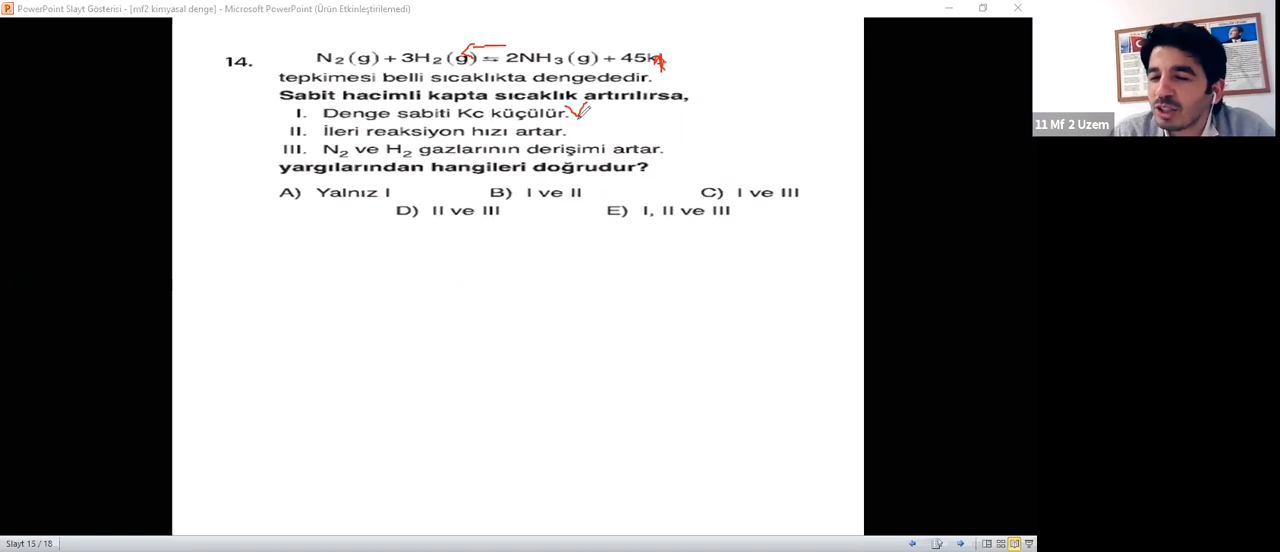 PowerPoint Slayt Gösterisi - [mf2 kimyasal denge] - Microsoft PowerPoint (Ürün Etkinleştirilemedi)
14. N₂(g) + 3H₂(g) ⇋ 2NH₃(g) + 45k
tepkimesi belli sıcaklıkta dengededir.
Sabit hacimli kapta sıcaklık artırılırsa,
I. Denge sabiti Kc küçülür.
II. İleri reaksiyon hızı artar.
III. N₂ ve H₂ gazlarının derişimi artar.
yargılarından hangileri doğrudur?
A) Yalnız I B) I ve II C) I ve III
D) II ve III E) I, II ve III
11 Mf 2 Uzem
Slayt 15 / 18